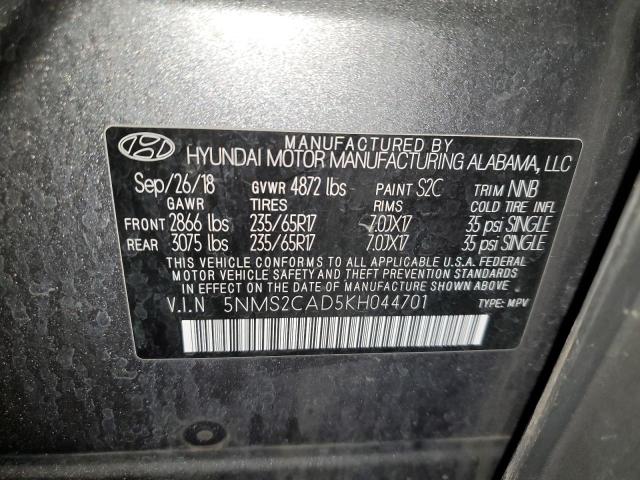 MANUFACTURED BY
HYUNDAI MOTOR MANUFACTURING ALABAMA, LLC
Sep/26/18 GVWR 4872 lbs PAINT S2C TRIM NNB
GAWR TIRES RIMS COLD TIRE INFL
FRONT 2866 lbs 235/65R17 7.0JX17 35 psi SINGLE
REAR 3075 lbs 235/65R17 7.0JX17 35 psi SINGLE
THIS VEHICLE CONFORMS TO ALL APPLICABLE U.S.A. FEDERAL
MOTOR VEHICLE SAFETY AND THEFT PREVENTION STANDARDS
IN EFFECT ON THE DATE OF MANUFACTURE SHOWN ABOVE.
V.I.N 5NMS2CAD5KH044701 TYPE: MPV